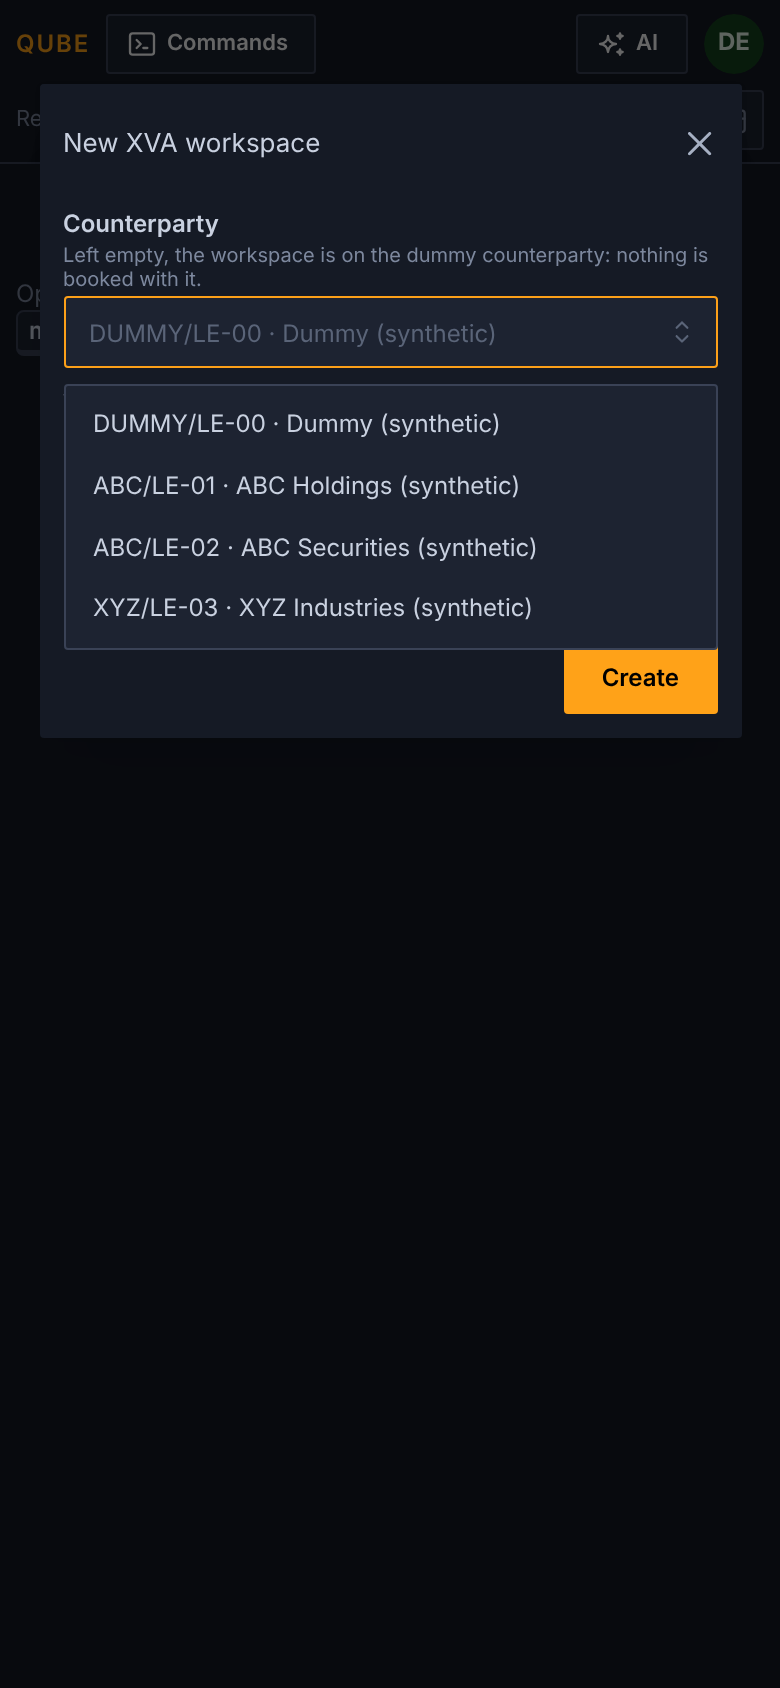 QUBE
Commands
AI
DE
Re
New XVA workspace
Counterparty
Left empty, the workspace is on the dummy counterparty: nothing is
booked with it.
Op
DUMMY/LE-00 · Dummy (synthetic)
DUMMY/LE-00 · Dummy (synthetic)
ABC/LE-01 · ABC Holdings (synthetic)
ABC/LE-02 · ABC Securities (synthetic)
XYZ/LE-03 · XYZ Industries (synthetic)
Create